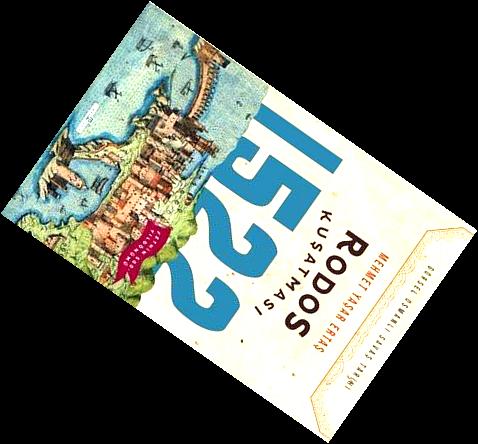 GÖRSEL OSMANLI SAVAŞ TARİHİ
MEHMET YAŞAR ERTAŞ
RODOS
KUŞATMASI
1522